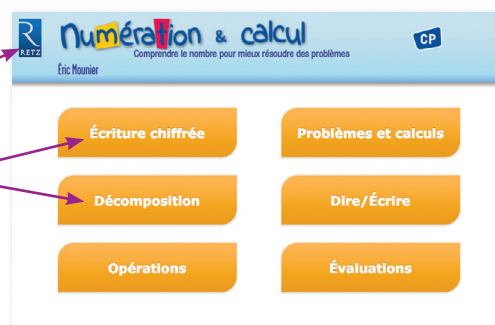 RETZ
Numération & calcul
CP
Comprendre le nombre pour mieux résoudre des problèmes
Éric Mounier
Écriture chiffrée
Problèmes et calculs
Décomposition
Dire/Écrire
Opérations
Évaluations